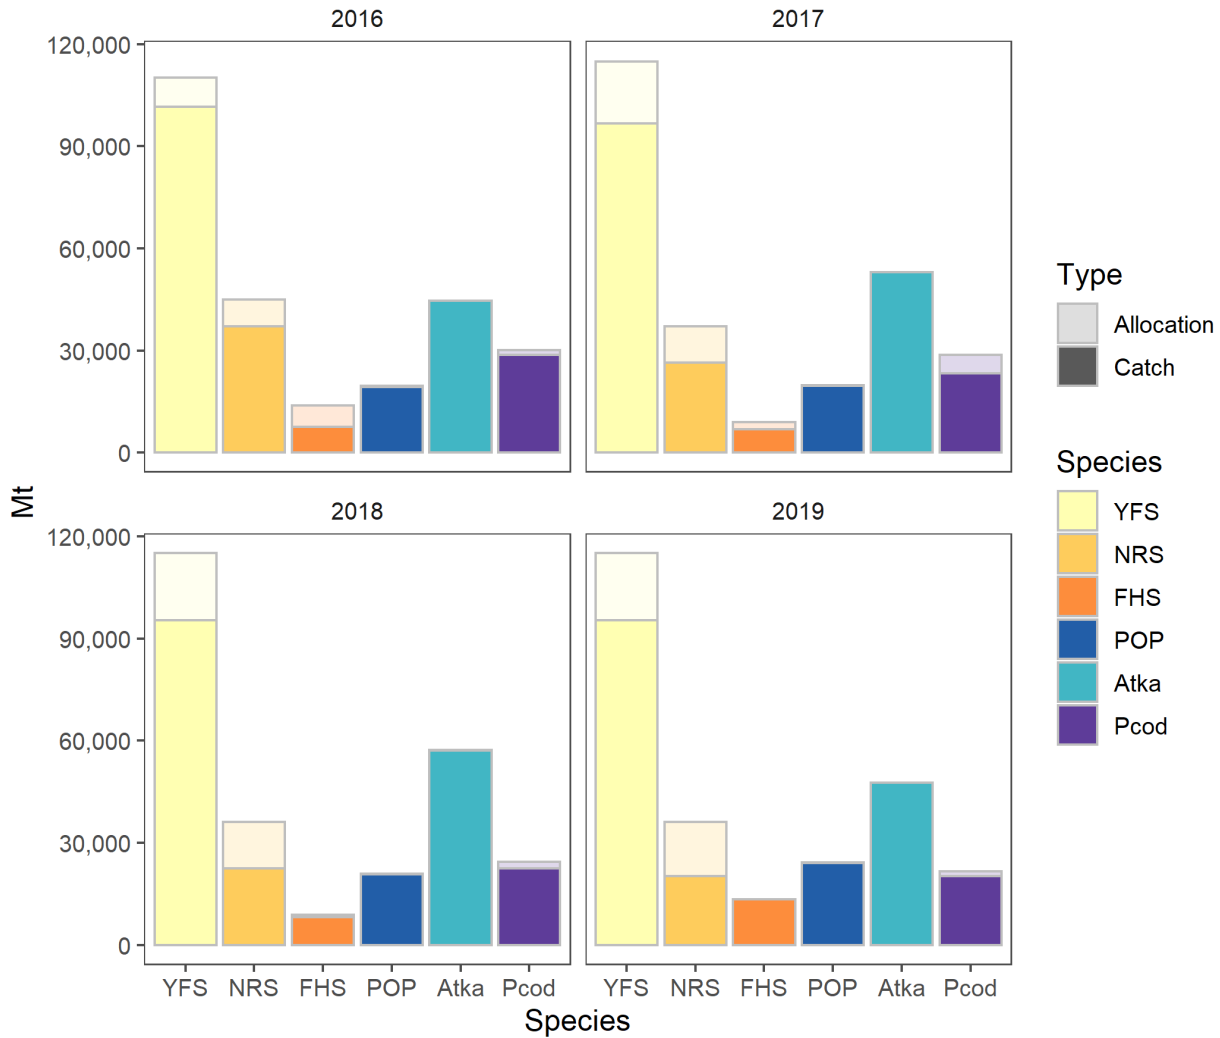 2016
2017
120,000
90,000
60,000
30,000
0
2018
2019
120,000
90,000
60,000
30,000
0
YFS NRS FHS POP Atka Pcod
YFS NRS FHS POP Atka Pcod
Species
Mt
Type
Allocation
Catch
Species
YFS
NRS
FHS
POP
Atka
Pcod